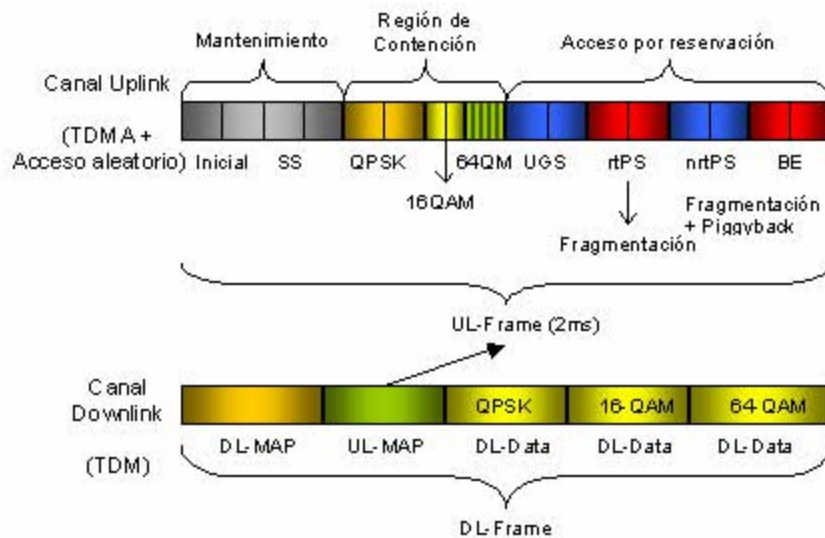 Mantenimiento
Región de
Contención
Acceso por reservación
Canal Uplink
(TDMA +
Acceso aleatorio)
Inicial
SS
QPSK
64QM
UGS
rtPS
nrtPS
BE
16QAM
Fragmentación
Fragmentación
+ Piggyback
UL-Frame (2ms)
Canal
Downlink
(TDM)
QPSK
16-QAM
64-QAM
DL-MAP
UL-MAP
DL-Data
DL-Data
DL-Data
DL-Frame